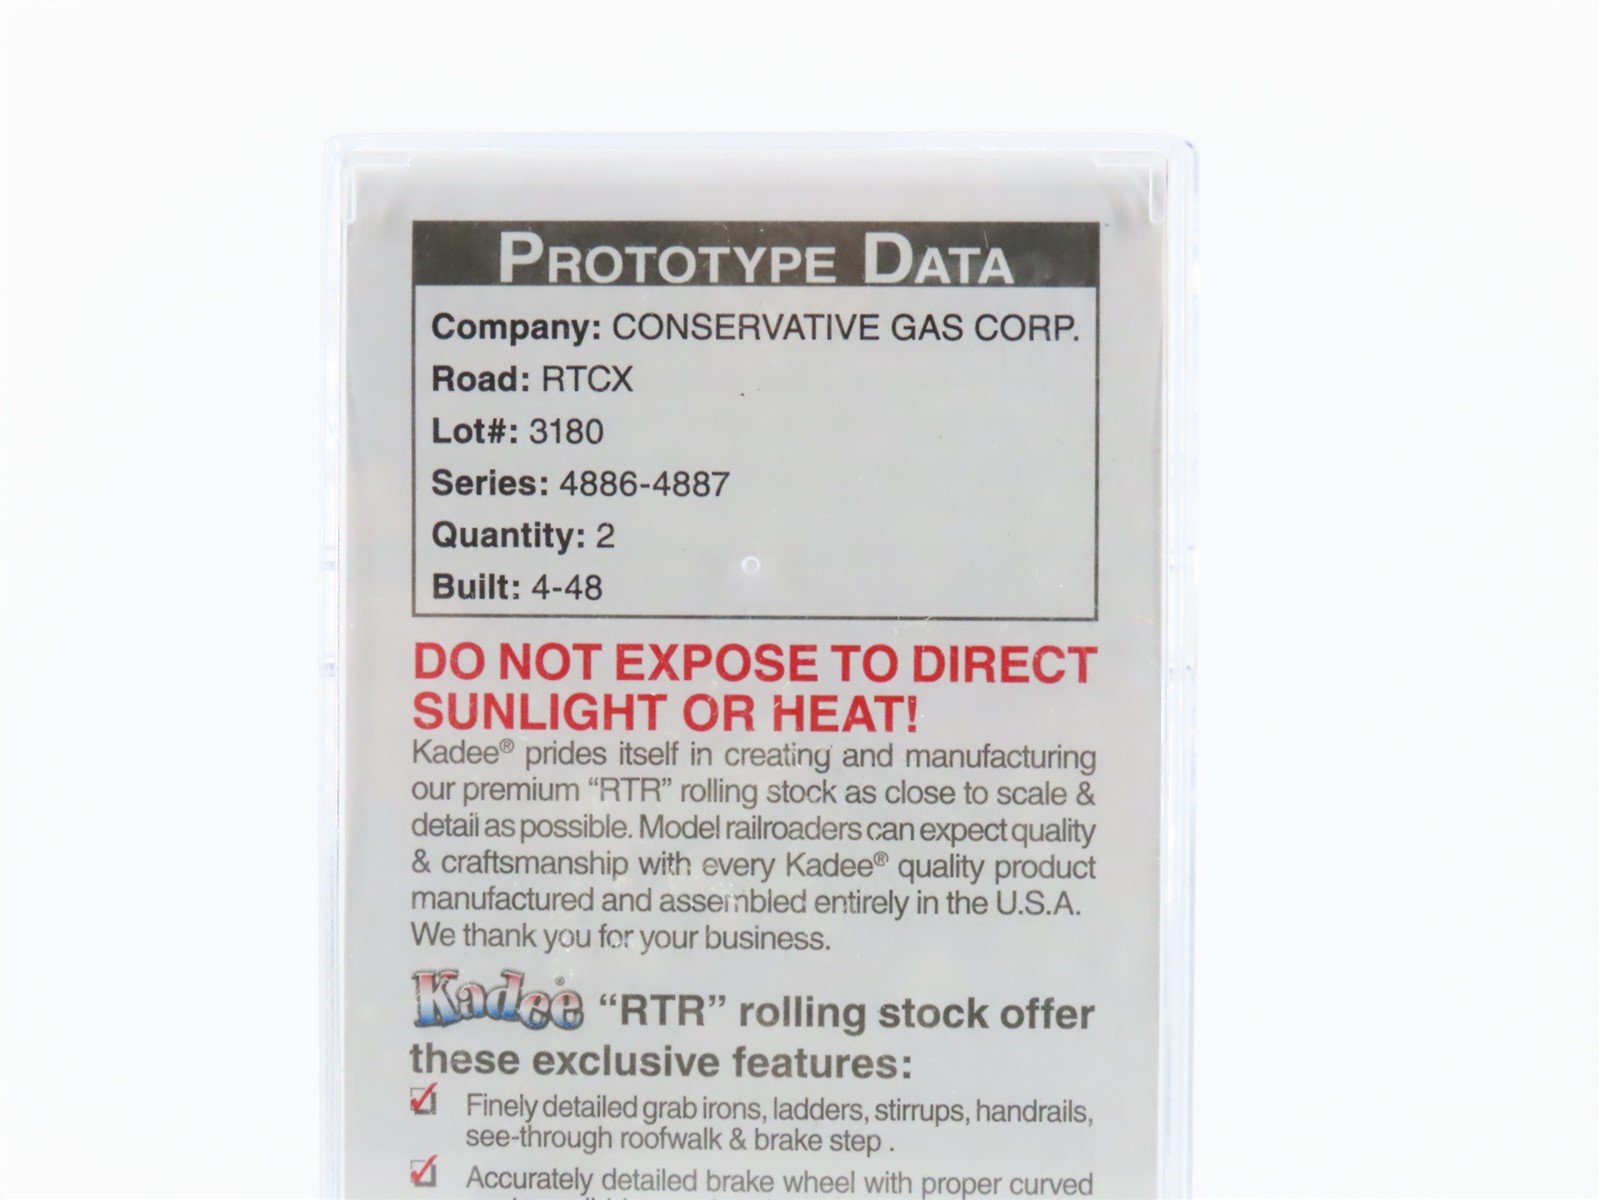 PROTOTYPE DATA
Company: CONSERVATIVE GAS CORP.
Road: RTCX
Lot#: 3180
Series: 4886-4887
Quantity: 2
Built: 4-48
DO NOT EXPOSE TO DIRECT
SUNLIGHT OR HEAT!
Kadee® prides itself in creating and manufacturing
our premium “RTR” rolling stock as close to scale &
detail as possible. Model railroaders can expect quality
& craftsmanship with every Kadee® quality product
manufactured and assembled entirely in the U.S.A.
We thank you for your business.
Kadee® “RTR” rolling stock offer
these exclusive features:
Finely detailed grab irons, ladders, stirrups, handrails,
see-through roofwalk & brake step .
Accurately detailed brake wheel with proper curved